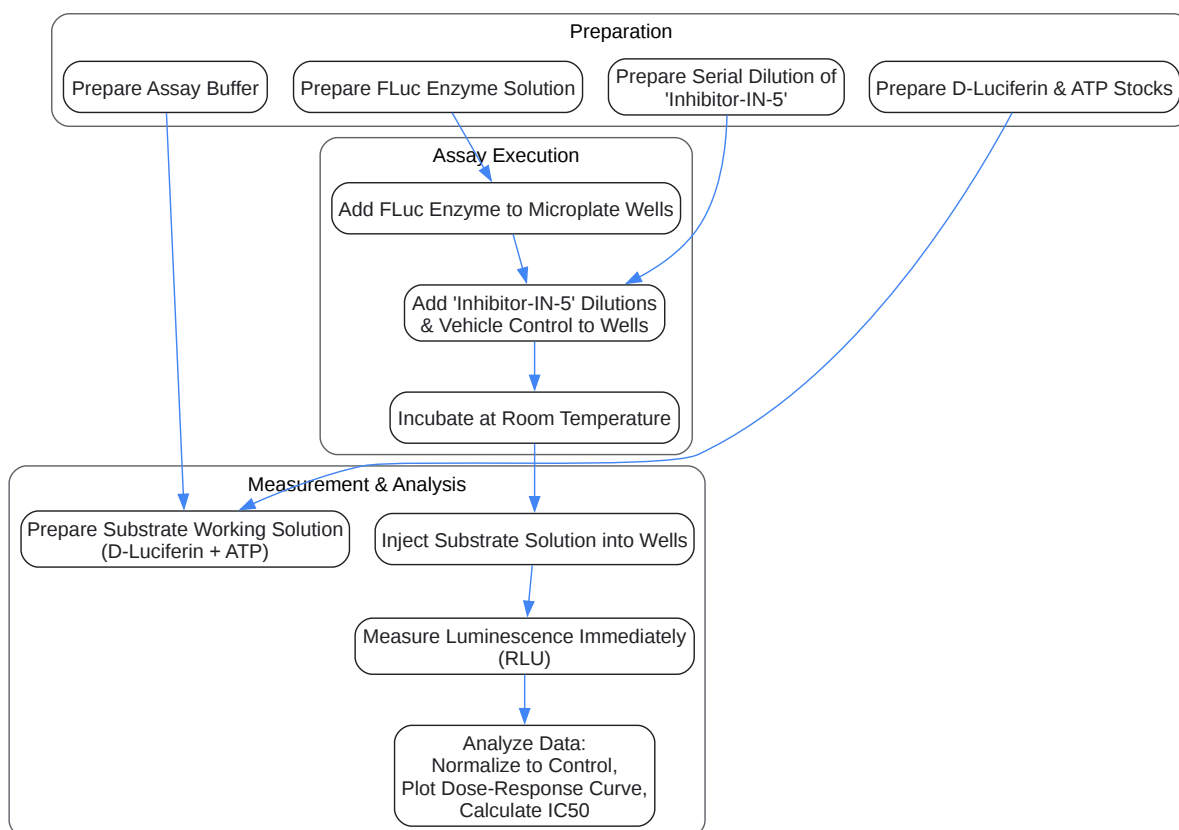 Preparation
Prepare Assay Buffer
Prepare FLuc Enzyme Solution
Prepare Serial Dilution of
'Inhibitor-IN-5'
Prepare D-Luciferin & ATP Stocks
Assay Execution
Add FLuc Enzyme to Microplate Wells
Add 'Inhibitor-IN-5' Dilutions
& Vehicle Control to Wells
Incubate at Room Temperature
Measurement & Analysis
Prepare Substrate Working Solution
(D-Luciferin + ATP)
Inject Substrate Solution into Wells
Measure Luminescence Immediately
(RLU)
Analyze Data:
Normalize to Control,
Plot Dose-Response Curve,
Calculate IC50